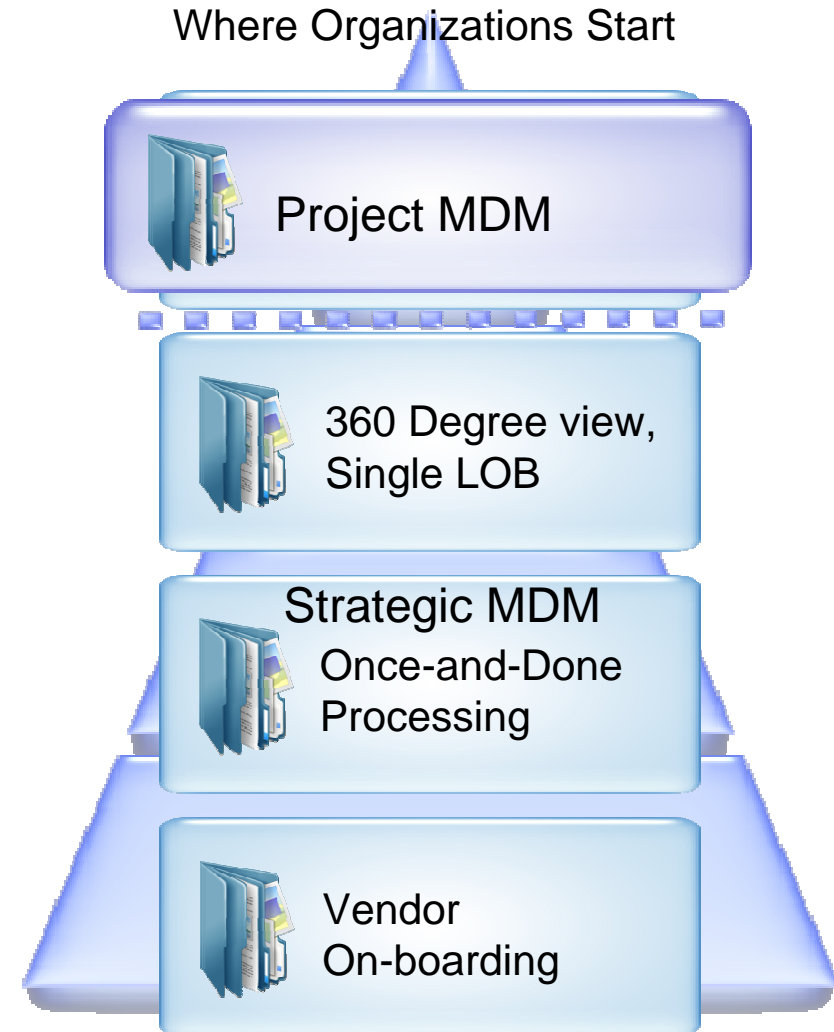 Where Organizations Start
Project MDM
360 Degree view,
Single LOB
Strategic MDM
Once-and-Done
Processing
Vendor
On-boarding